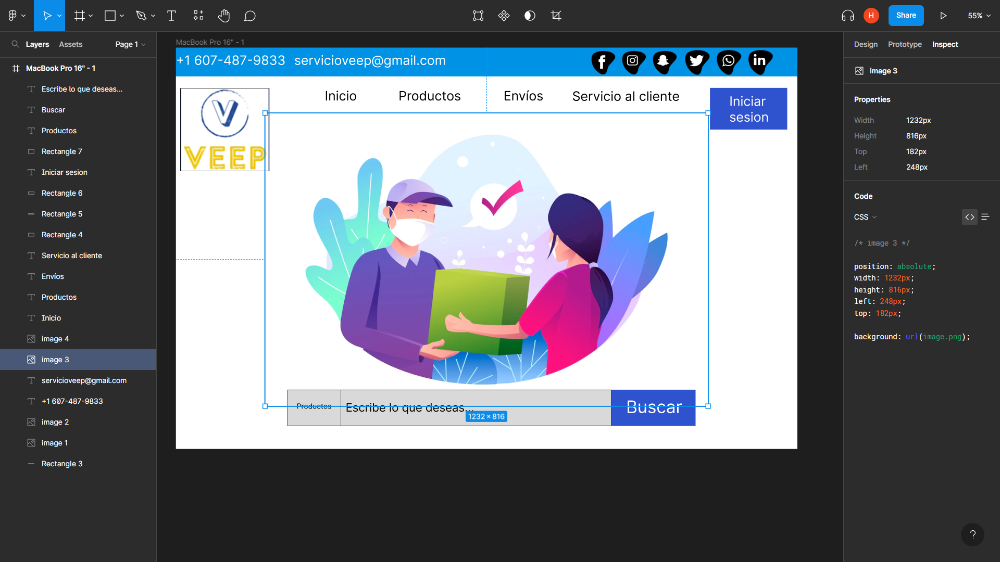 H
Share
55%
Layers
Assets
Page 1
MacBook Pro 16" - 1
Escribe lo que deseas...
Buscar
Productos
Rectangle 7
Iniciar sesion
Rectangle 6
Rectangle 5
Rectangle 4
Servicio al cliente
Envíos
Productos
Inicio
image 4
image 3
servicioveep@gmail.com
+1 607-487-9833
image 2
image 1
Rectangle 3
MacBook Pro 16" - 1
+1 607-487-9833 servicioveep@gmail.com
f
in
V
VEEP
Inicio
Productos
Envíos
Servicio al cliente
Iniciar
sesion
Productos
Escribe lo que deseas...
Buscar
1232 × 816
Design
Prototype
Inspect
image 3
Properties
Width 1232px
Height 816px
Top 182px
Left 248px
Code
CSS
/* image 3 */
position: absolute;
width: 1232px;
height: 816px;
left: 248px;
top: 182px;
background: url(image.png);
?